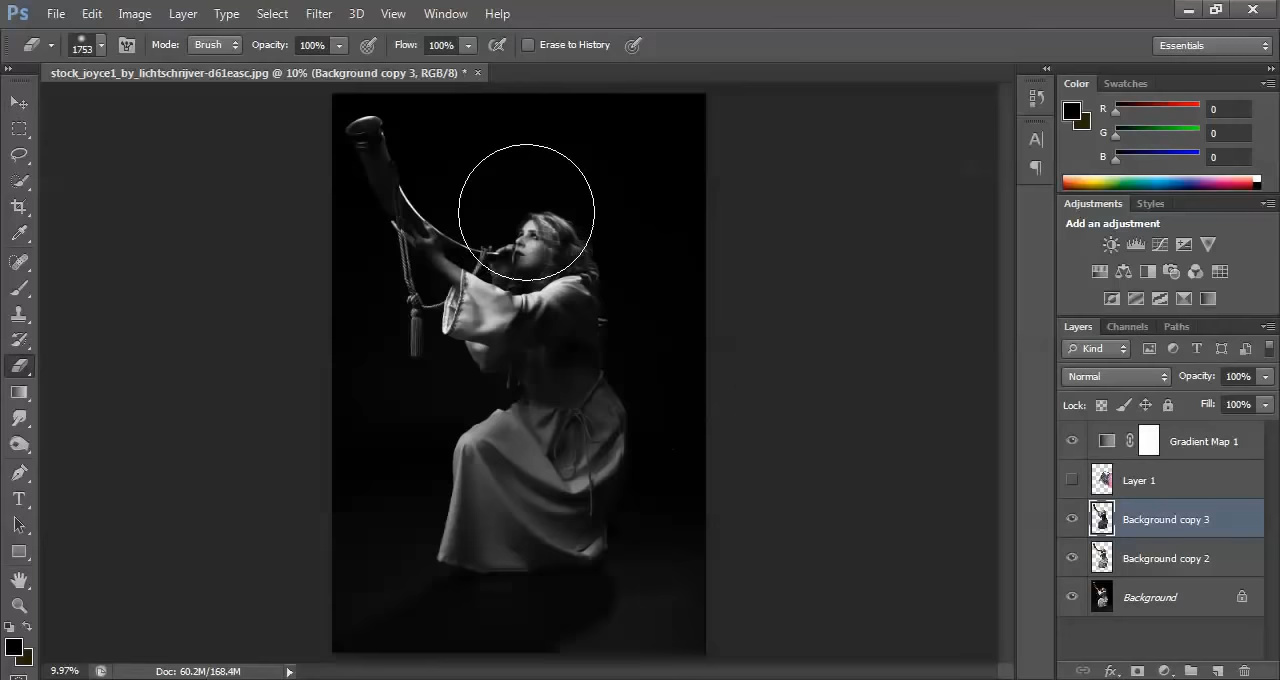 Ps File Edit Image Layer Type Select Filter 3D View Window Help
1753 Mode: Brush Opacity: 100% Flow: 100% Erase to History Essentials
stock_joyce1_by_lichtschrijver-d61easc.jpg @ 10% (Background copy 3, RGB/8) * ×
Color Swatches
R 0
G 0
B 0
Adjustments Styles
Add an adjustment
Layers Channels Paths
Kind
Normal Opacity: 100%
Lock: Fill: 100%
Gradient Map 1
Layer 1
Background copy 3
Background copy 2
Background
9.97% Doc: 60.2M/168.4M